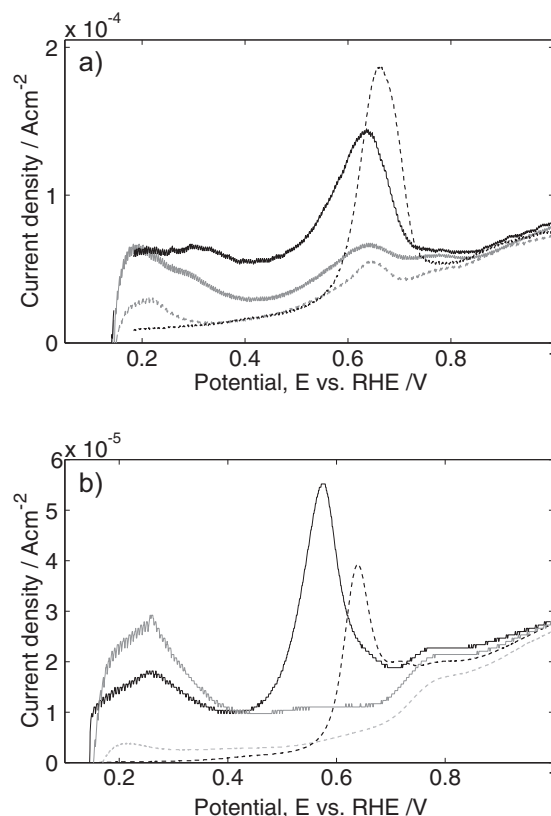 x 10⁻⁴
a)
2
1
0
Current density / Acm⁻²
0.2 0.4 0.6 0.8
Potential, E vs. RHE /V
x 10⁻⁵
b)
6
5
4
3
2
1
0
Current density / Acm⁻²
0.2 0.4 0.6 0.8
Potential, E vs. RHE /V